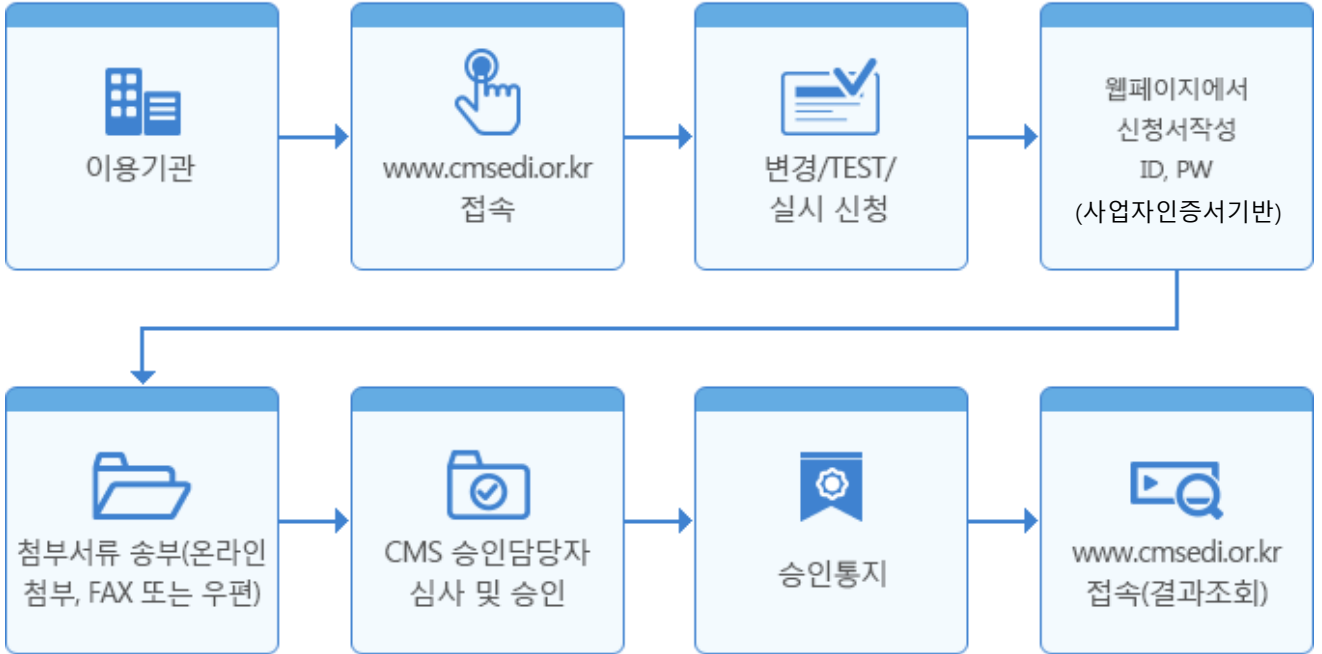 이용기관
www.cmsedi.or.kr
접속
변경/TEST/
실시 신청
웹페이지에서
신청서작성
ID, PW
(사업자인증서기반)
첨부서류 송부(온라인
첨부, FAX 또는 우편)
CMS 승인담당자
심사 및 승인
승인통지
www.cmsedi.or.kr
접속(결과조회)